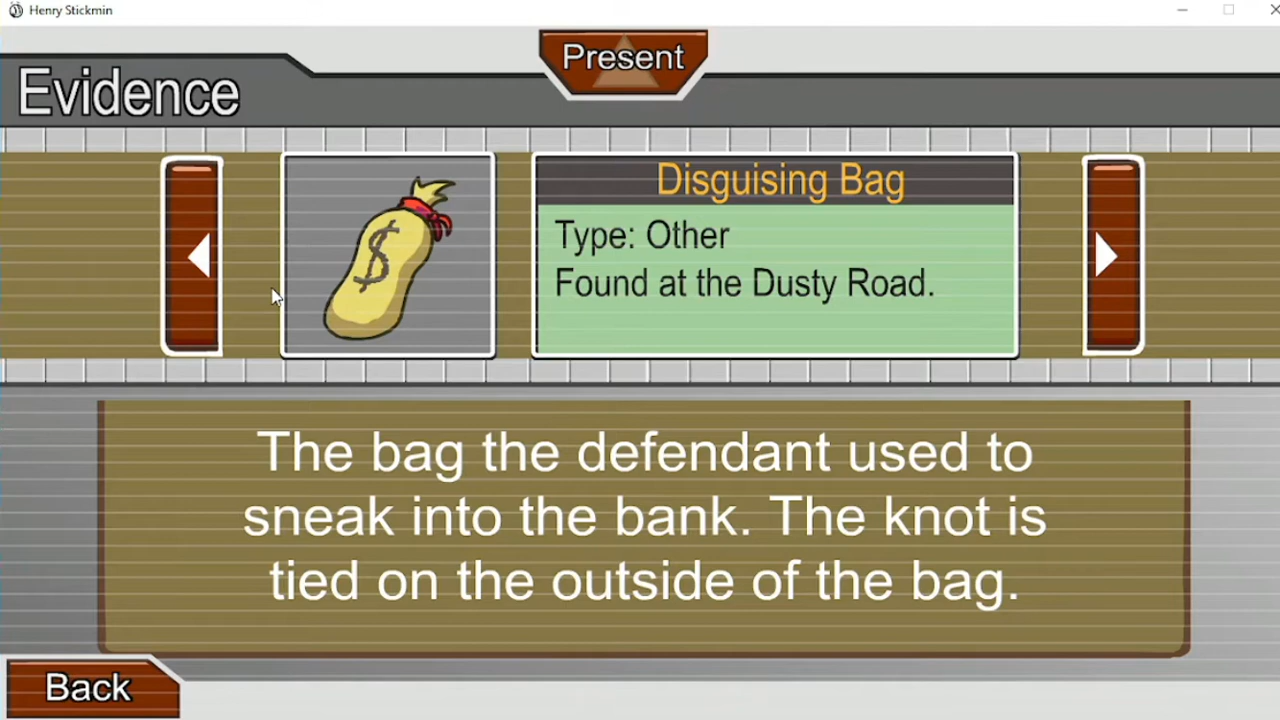 Henry Stickmin
Present
Evidence
Disguising Bag
$
Type: Other
Found at the Dusty Road.
The bag the defendant used to
sneak into the bank. The knot is
tied on the outside of the bag.
Back